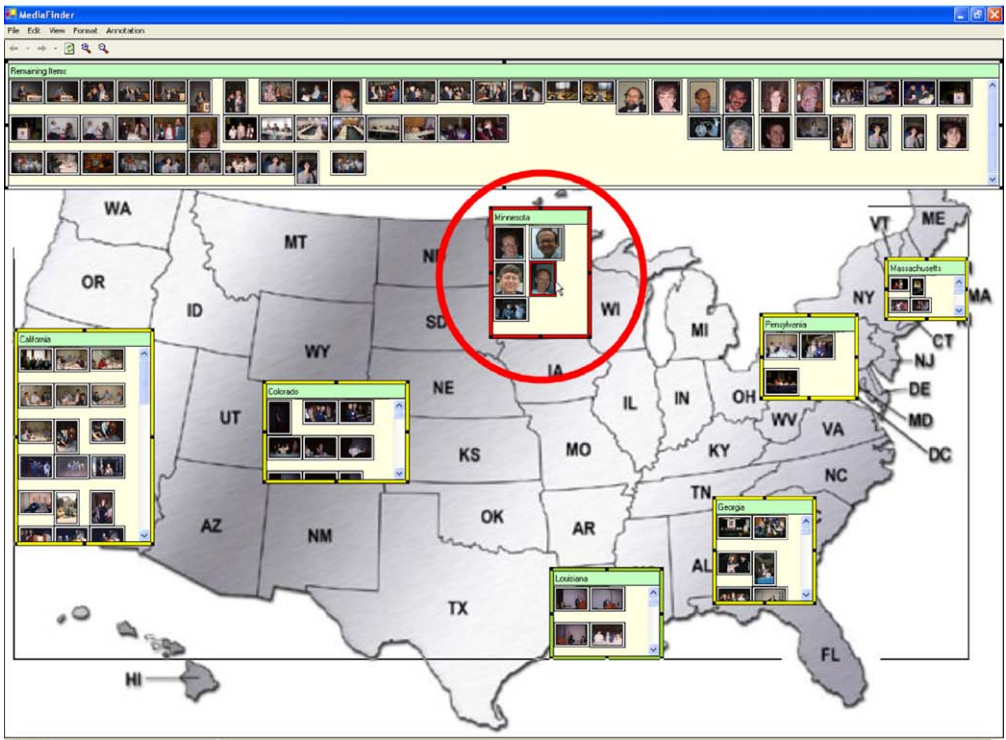 MediaFinder
File Edit View Format Annotation
Remaining Items
WA
MT
ND
Minnesota
VT
ME
OR
ID
SD
WI
MI
NY
Massachusetts
MA
RI
CT
California
WY
IA
Pensylvania
NJ
Colorado
NE
IL
IN
OH
DE
UT
WV
VA
MD
KS
MO
KY
DC
NC
TN
AZ
NM
OK
AR
Georgia
AL
Louisiana
TX
FL
HI